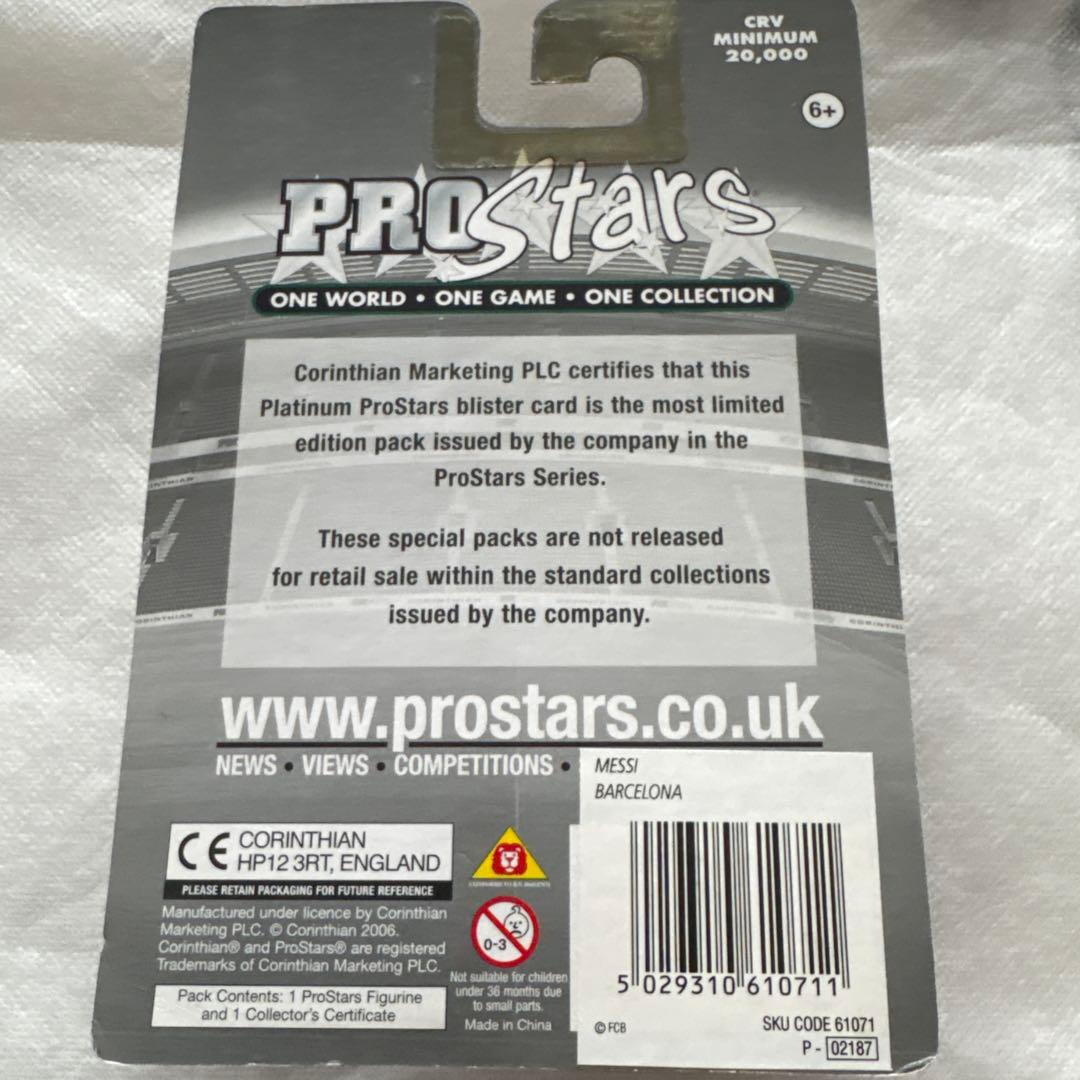 CRV
MINIMUM
20,000
6+
PROStars
ONE WORLD • ONE GAME • ONE COLLECTION
Corinthian Marketing PLC certifies that this
Platinum ProStars blister card is the most limited
edition pack issued by the company in the
ProStars Series.
These special packs are not released
for retail sale within the standard collections
issued by the company.
www.prostars.co.uk
NEWS • VIEWS • COMPETITIONS •
MESSI
BARCELONA
CE CORINTHIAN
HP12 3RT, ENGLAND
PLEASE RETAIN PACKAGING FOR FUTURE REFERENCE
Manufactured under licence by Corinthian
Marketing PLC. © Corinthian 2006.
Corinthian® and ProStars® are registered
Trademarks of Corinthian Marketing PLC.
Pack Contents: 1 ProStars Figurine
and 1 Collector's Certificate
0-3
Not suitable for children
under 36 months due
to small parts.
Made in China
5 029310 610711
© FCB
SKU CODE 61071
P - 02187